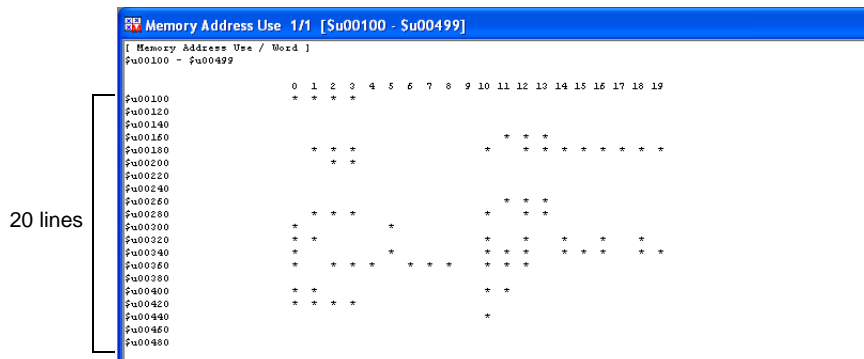 Memory Address Use 1/1 [$u00100 - $u00499]
[ Memory Address Use / Word ]
$u00100 - $u00499
0 1 2 3 4 5 6 7 8 9 10 11 12 13 14 15 16 17 18 19
$u00100 * * * *
$u00120
$u00140
$u00160 * * *
$u00180 * * * * * * * * * * * *
$u00200 * *
$u00220
$u00240
$u00260 * * *
$u00280 * * * * * *
$u00300 * *
$u00320 * * * * * * *
$u00340 * * * * * * * * * *
$u00360 * * * * * * * * * *
$u00380
$u00400 * * * *
$u00420 * * * *
$u00440 *
$u00460
$u00480
20 lines